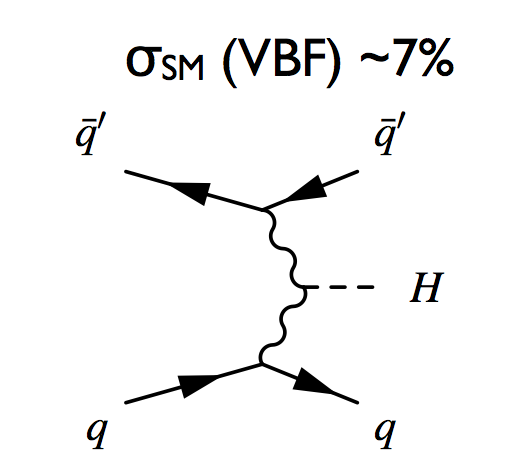 σSM (VBF) ~7%
q̄′ q̄′
H
q q